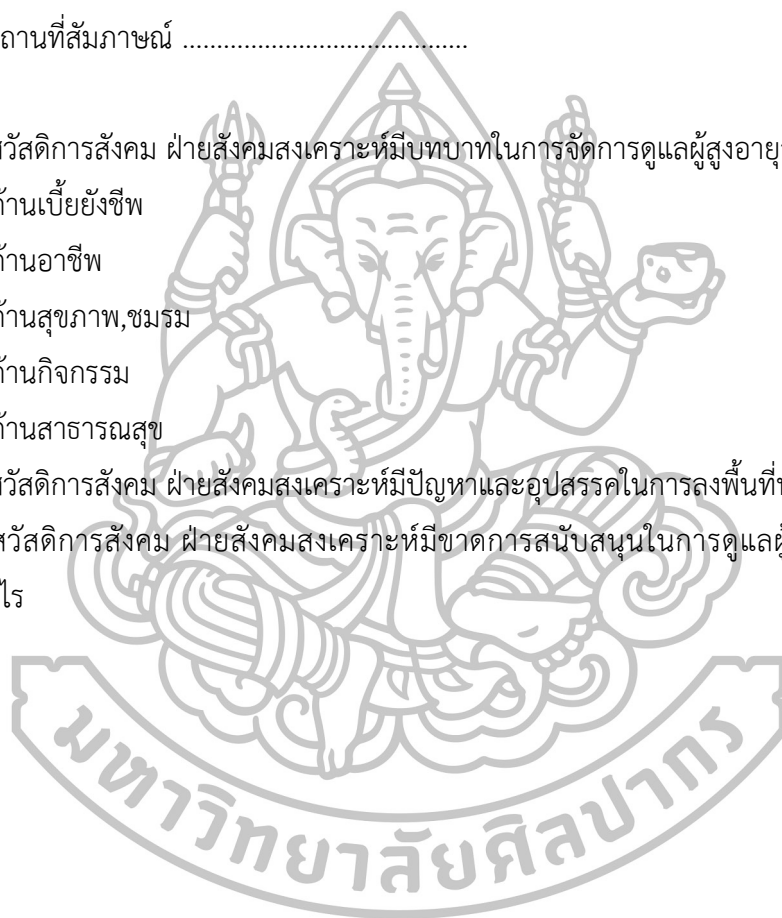 ถานที่สัมภาษณ์ ..........................................
วัสดิการสังคม ฝ่ายสังคมสงเคราะห์มีบทบาทในการจัดการดูแลผู้สูงอายุ
ด้านเบี้ยยังชีพ
ด้านอาชีพ
ด้านสุขภาพ,ชมรม
ด้านกิจกรรม
ด้านสาธารณสุข
วัสดิการสังคม ฝ่ายสังคมสงเคราะห์มีปัญหาและอุปสรรคในการลงพื้นที่
วัสดิการสังคม ฝ่ายสังคมสงเคราะห์มีขาดการสนับสนุนในการดูแล
ไร
มหาวิทยาลัยศิลปากร